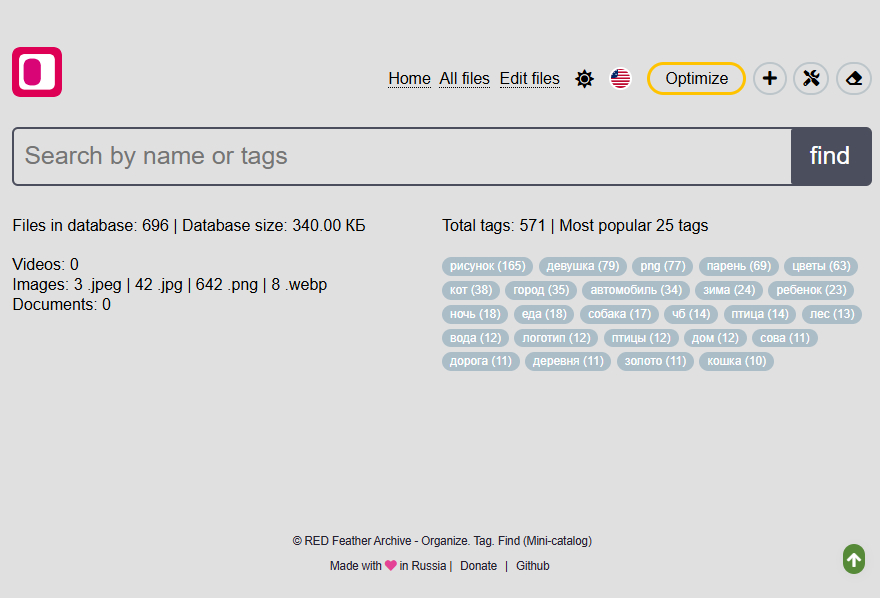 Home All files Edit files Optimize
Search by name or tags find
Files in database: 696 | Database size: 340.00 КБ
Videos: 0
Images: 3 .jpeg | 42 .jpg | 642 .png | 8 .webp
Documents: 0
Total tags: 571 | Most popular 25 tags
рисунок (165) девушка (79) png (77) парень (69) цветы (63)
кот (38) город (35) автомобиль (34) зима (24) ребенок (23)
ночь (18) еда (18) собака (17) чб (14) птица (14) лес (13)
вода (12) логотип (12) птицы (12) дом (12) сова (11)
дорога (11) деревня (11) золото (11) кошка (10)
© RED Feather Archive - Organize. Tag. Find (Mini-catalog)
Made with in Russia | Donate | Github